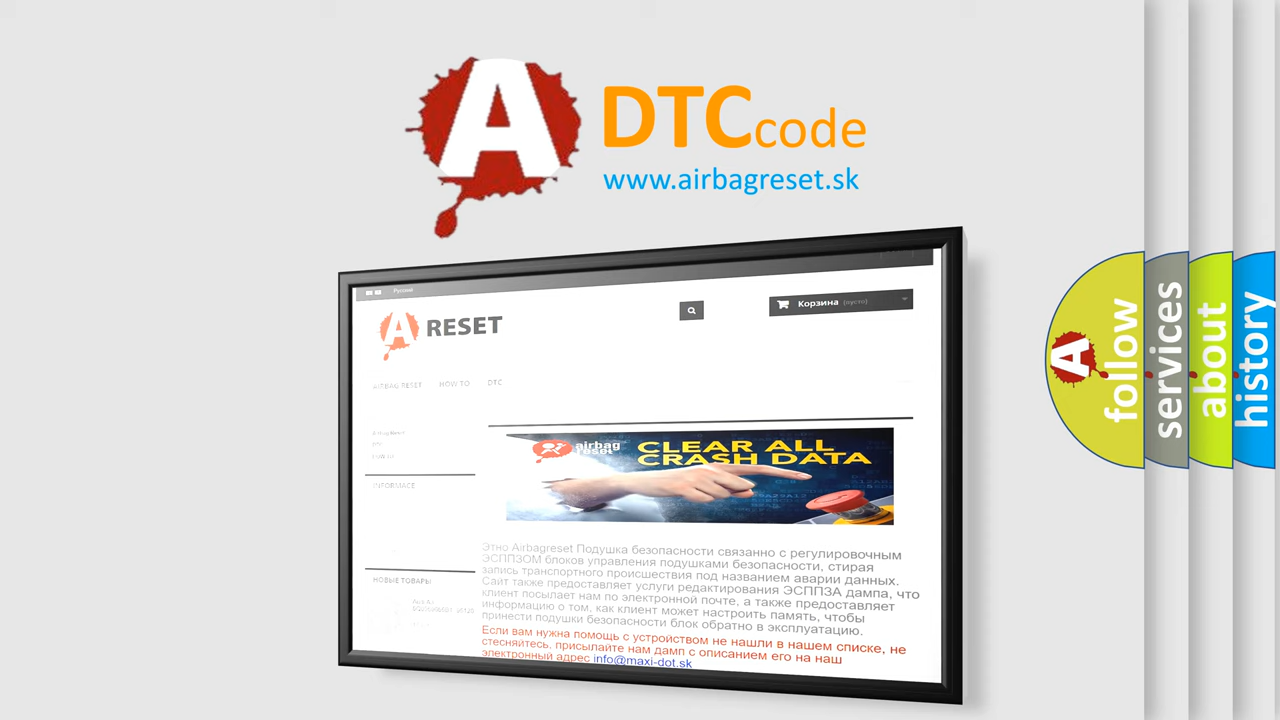 A
DTCcode
www.airbagreset.sk
Русский
Корзина (пусто)
A RESET
AIRBAG RESET HOW TO DTC
airbag
reset
CLEAR ALL
CRASH DATA
INFORMACE
Этно Airbagreset Подушка безопасности связанно с регулировочным
ЭСППЗОМ блоков управления подушками безопасности, стирая
запись транспортного происшествия под названием аварии данных.
Сайт также предоставляет услуги редактирования ЭСППЗА дампа, что
клиент посылает нам по электронной почте, а также предоставляет
информацию о том, как клиент может настроить память, чтобы
принести подушки безопасности блок обратно в эксплуатацию.
Если вам нужна помощь с устройством не нашли в нашем списке, не
стесняйтесь, присылайте нам дамп с описанием его на наш
электронный адрес info@maxi-dot.sk
НОВЫЕ ТОВАРЫ
A
follow
services
about
history